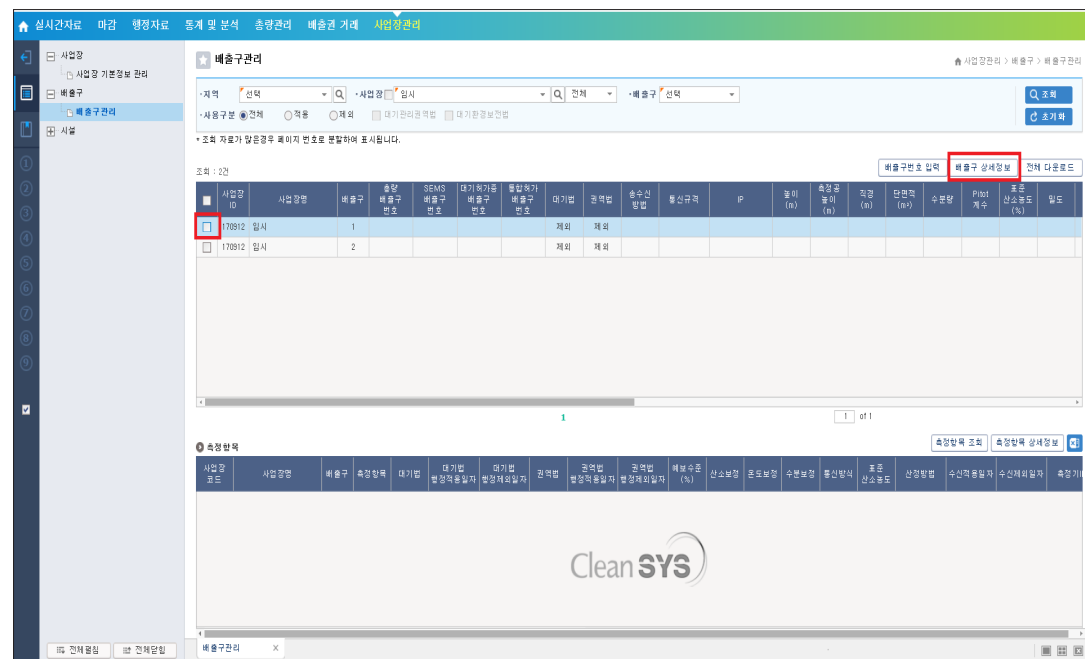 실시간자료 마감 행정자료 통계 및 분석 총량관리 배출권 거래 사업장관리
사업장
사업장 기본정보 관리
배출구
배출구관리
시설
배출구관리
사업장관리 > 배출구 > 배출구관리
·지역 선택 ·사업장 임시 전체 ·배출구 선택 조회
·사용구분 전체 적용 제외 대기관리권역법 대기환경보전법 초기화
* 조회 자료가 많은경우 페이지 번호로 분할하여 표시됩니다.
조회 : 2건 배출구번호 입력 배출구 상세정보 전체 다운로드
사업장 ID 사업장명 배출구 총량 배출구 번호 SEMS 배출구 번호 대기허가증 배출구 번호 통합허가 배출구 번호 대기법 권역법 송수신 방법 통신규격 IP 높이 (m) 측정공 높이 (m) 직경 (m) 단면적 (m²) 수분량 Pitot 계수 표준 산소농도 (%) 밀도
170912 임시 1 제외 제외
170912 임시 2 제외 제외
1 1 of 1
측정항목 측정항목 조회 측정항목 상세정보
사업장 코드 사업장명 배출구 측정항목 대기법 대기법 행정적용일자 대기법 행정제외일자 권역법 권역법 행정적용일자 권역법 행정제외일자 예보수준 (%) 산소보정 온도보정 수분보정 통신방식 표준 산소농도 산정방법 수신적용일자 수신제외일자 측정기
CleanSYS
① ② ③ ④ ⑤ ⑥ ⑦ ⑧ ⑨
전체펼침 전체닫힘 배출구관리 X